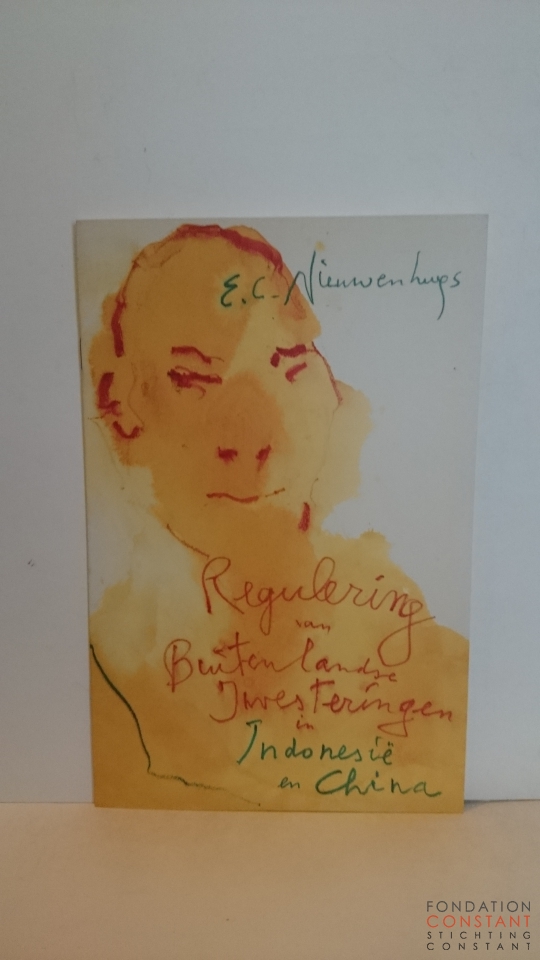 E.C. Nieuwenhuys
Regulering
van
Buitenlandse
Investeringen
in
Indonesië
en China
FONDATION
CONSTANT
STICHTING
CONSTANT